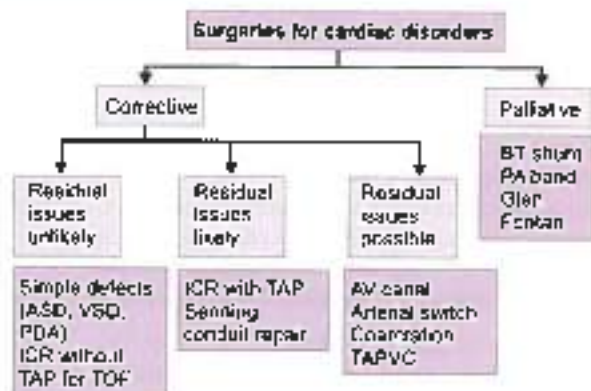 Surgeries for cardiac disorders
Corrective
Palliative
BT shunt
PA band
Glen
Fontan
Residual
issues
unlikely
Residual
issues
likely
Residual
issues
possible
Simple defects
(ASD, VSD,
PDA)
ICR without
TAP for TOF
ICR with TAP
Senning
conduit repair
AV canal
Arterial switch
Coarctation
TAPVC